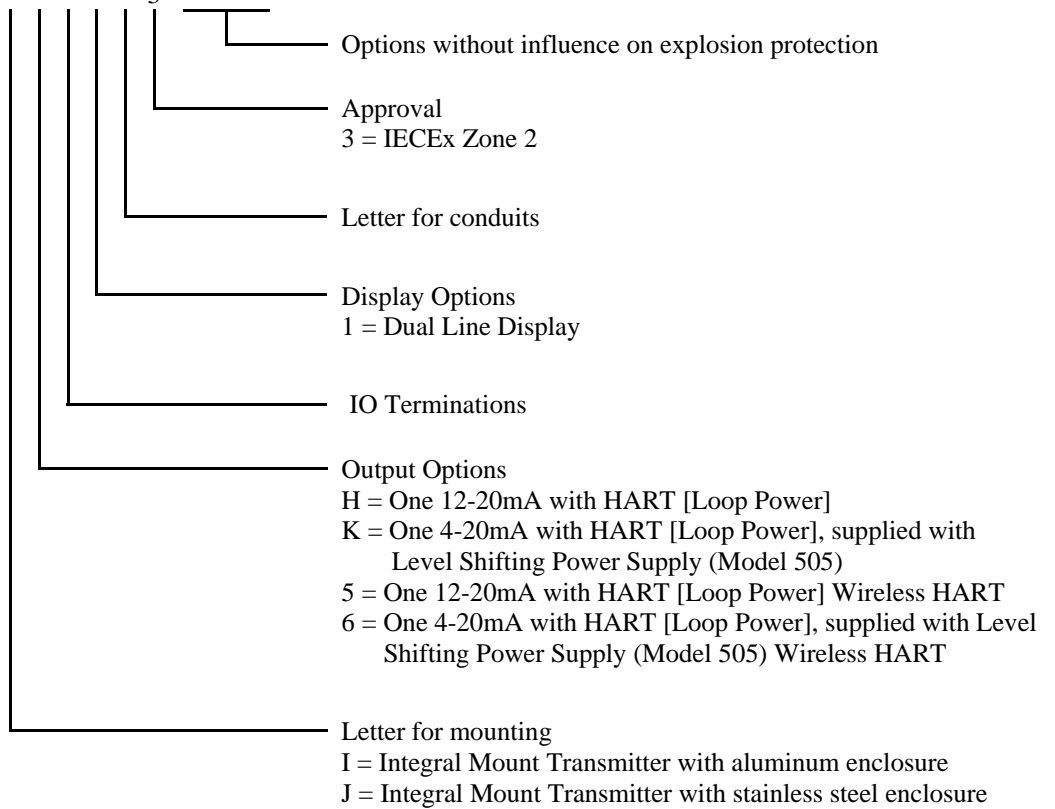 Options without influence on explosion protection
Approval
3 = IECEx Zone 2
Letter for conduits
Display Options
1 = Dual Line Display
IO Terminations
Output Options
H = One 12-20mA with HART [Loop Power]
K = One 4-20mA with HART [Loop Power], supplied with
Level Shifting Power Supply (Model 505)
5 = One 12-20mA with HART [Loop Power] Wireless HART
6 = One 4-20mA with HART [Loop Power], supplied with Level
Shifting Power Supply (Model 505) Wireless HART
Letter for mounting
I = Integral Mount Transmitter with aluminum enclosure
J = Integral Mount Transmitter with stainless steel enclosure